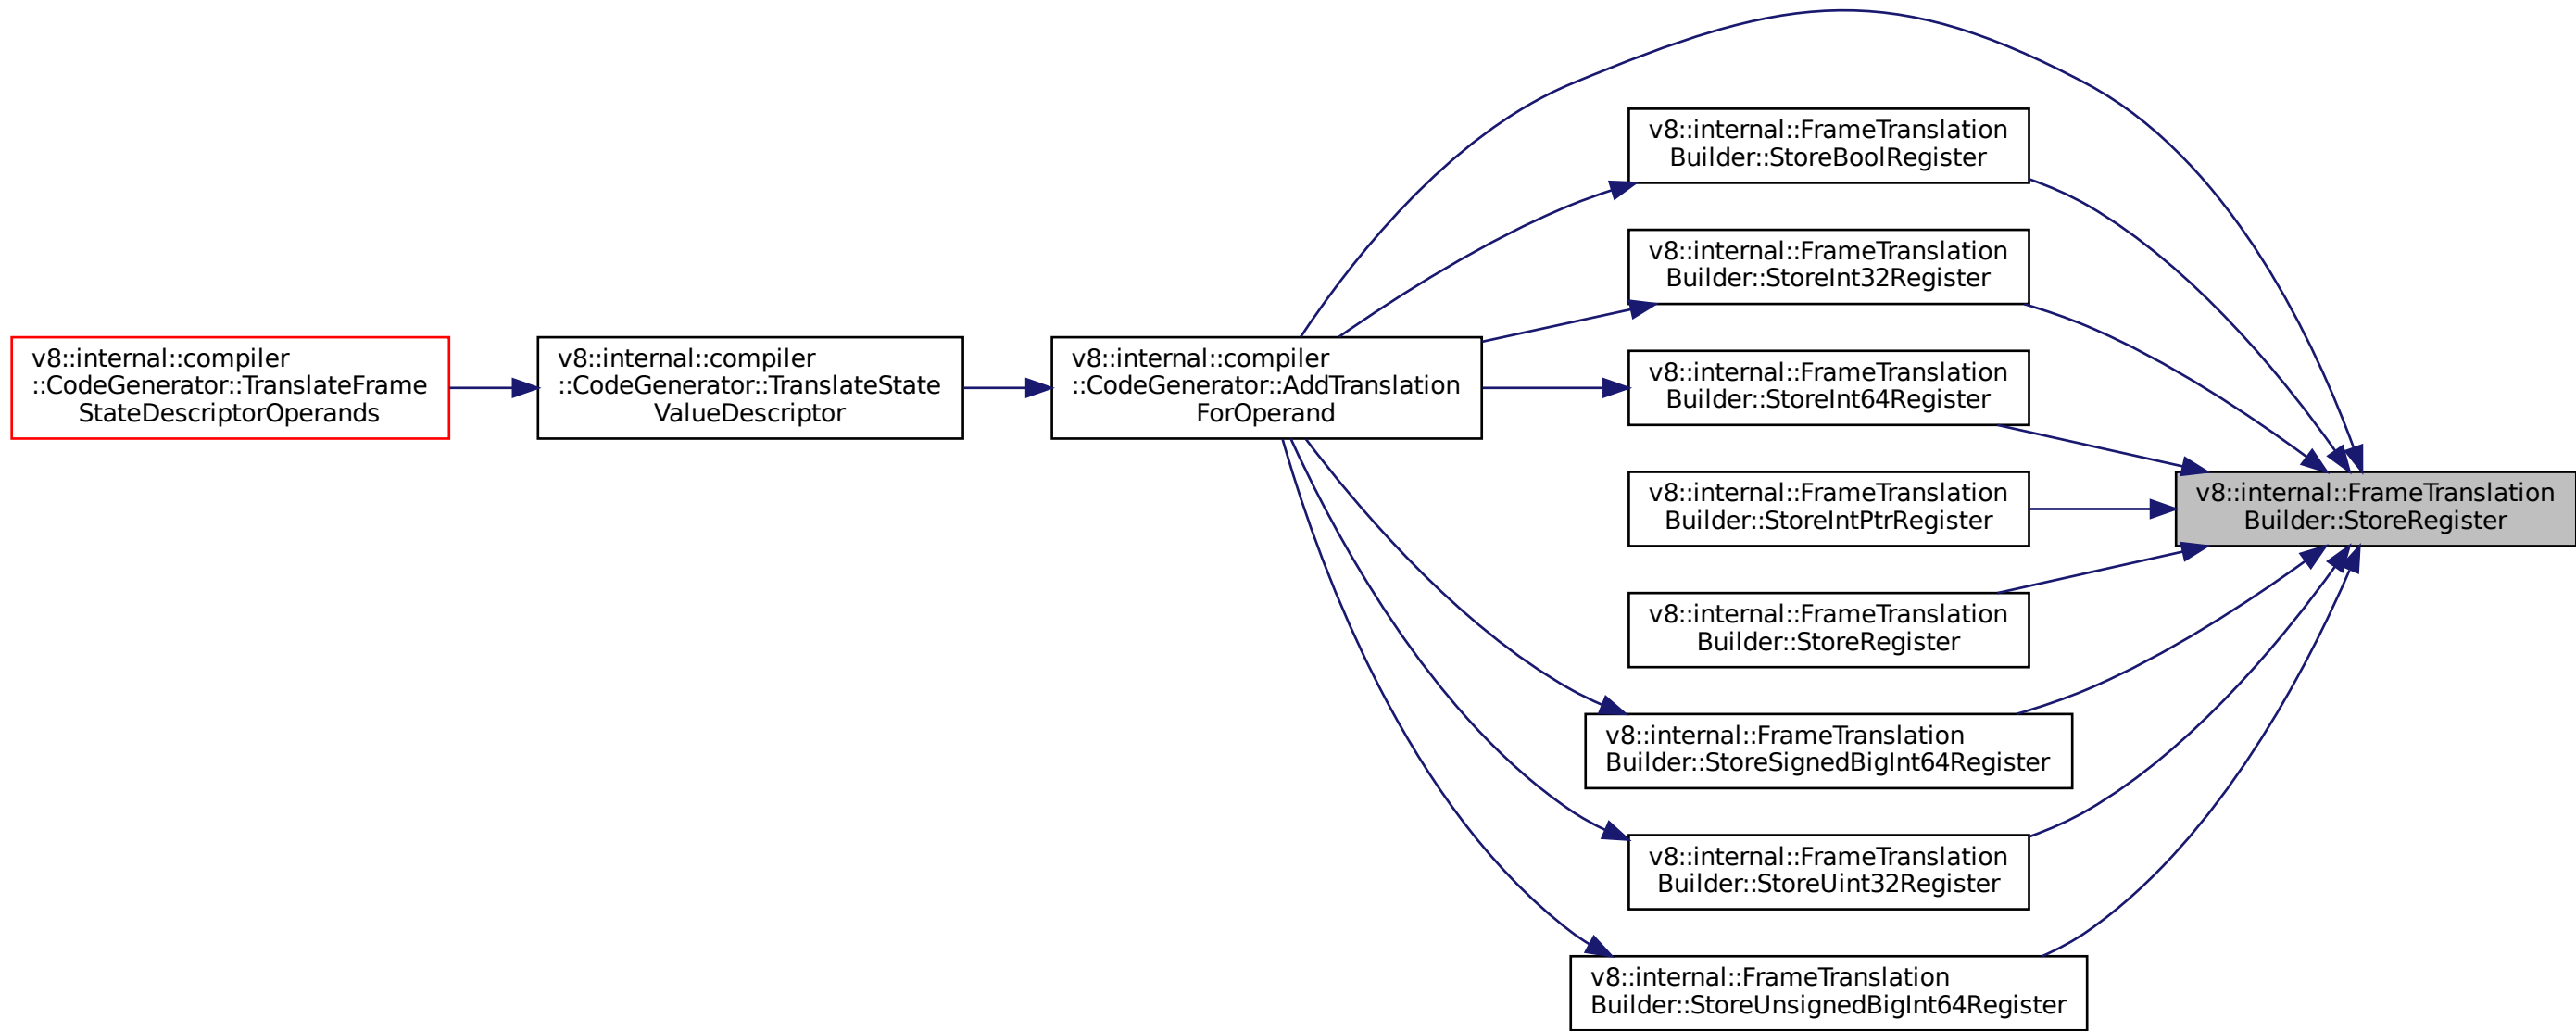 v8::internal::FrameTranslation
Builder::StoreBoolRegister
v8::internal::FrameTranslation
Builder::StoreInt32Register
v8::internal::compiler
::CodeGenerator::TranslateFrame
StateDescriptorOperands
v8::internal::compiler
::CodeGenerator::TranslateState
ValueDescriptor
v8::internal::compiler
::CodeGenerator::AddTranslation
ForOperand
v8::internal::FrameTranslation
Builder::StoreInt64Register
v8::internal::FrameTranslation
Builder::StoreIntPtrRegister
v8::internal::FrameTranslation
Builder::StoreRegister
v8::internal::FrameTranslation
Builder::StoreRegister
v8::internal::FrameTranslation
Builder::StoreSignedBigInt64Register
v8::internal::FrameTranslation
Builder::StoreUint32Register
v8::internal::FrameTranslation
Builder::StoreUnsignedBigInt64Register